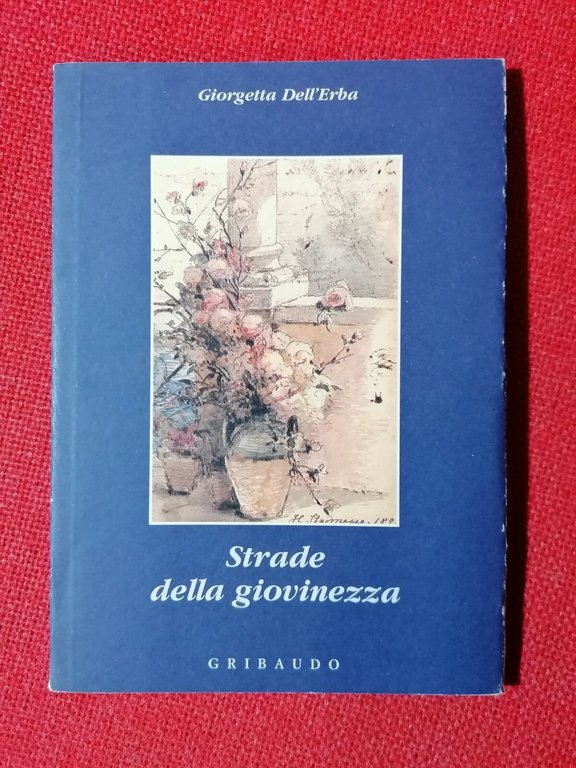 Giorgetta Dell'Erba
Strade
della giovinezza
GRIBAUDO